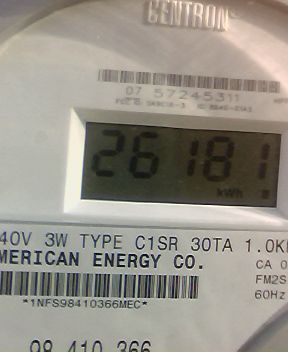 CENTRON®
07 57245311
26181
kWh
40V 3W TYPE C1SR 30TA 1.0K
MERICAN ENERGY CO.
CA 0
FM2S
60Hz
*1NFS98410366MEC*
98 410 366